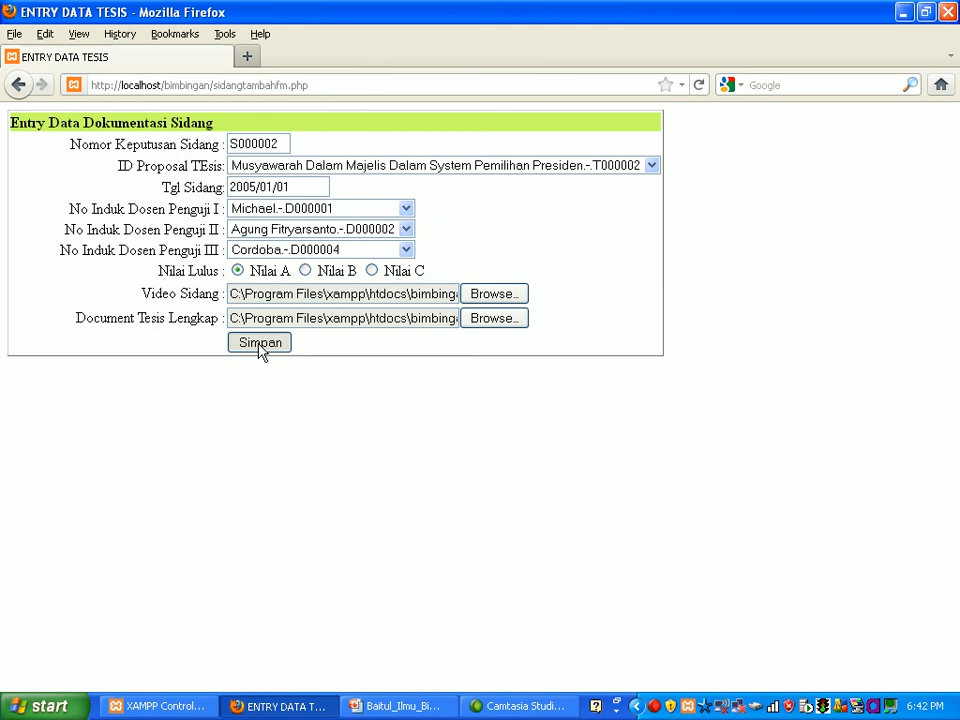 ENTRY DATA TESIS - Mozilla Firefox
File Edit View History Bookmarks Tools Help
ENTRY DATA TESIS
http://localhost/bimbingan/sidangtambahfm.php
Google
Entry Data Dokumentasi Sidang
Nomor Keputusan Sidang : S000002
ID Proposal TEsis: Musyawarah Dalam Majelis Dalam System Pemilihan Presiden.-.T000002
Tgl Sidang: 2005/01/01
No Induk Dosen Penguji I : Michael.-.D000001
No Induk Dosen Penguji II : Agung Fitryarsanto.-.D000002
No Induk Dosen Penguji III : Cordoba.-.D000004
Nilai Lulus : Nilai A Nilai B Nilai C
Video Sidang : C:\Program Files\xampp\htdocs\bimbinga Browse...
Document Tesis Lengkap : C:\Program Files\xampp\htdocs\bimbinga Browse...
Simpan
start XAMPP Control... ENTRY DATA T... Baitul_Ilmu_Bi... Camtasia Studi... 6:42 PM